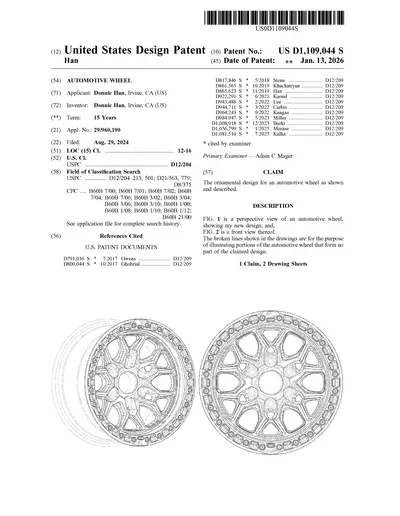 US0D1109044S
(12) United States Design Patent
Han
(10) Patent No.: US D1,109,044 S
(45) Date of Patent: ** Jan. 13, 2026
(54) AUTOMOTIVE WHEEL
(71) Applicant: Donnie Han, Irvine, CA (US)
(72) Inventor: Donnie Han, Irvine, CA (US)
(**) Term: 15 Years
(21) Appl. No.: 29/960,190
(22) Filed: Aug. 29, 2024
(51) LOC (15) Cl. 12-16
(52) U.S. Cl.
USPC D12/204
(58) Field of Classification Search
USPC D12/204-213, 501; D21/563, 779;
D8/375
CPC .... B60B 7/00; B60B 7/01; B60B 7/02; B60B
7/04; B60B 7/06; B60B 3/02; B60B 3/04;
B60B 3/06; B60B 3/10; B60B 1/00;
B60B 1/08; B60B 1/10; B60B 1/12;
B60B 21/00
See application file for complete search history.
(56) References Cited
U.S. PATENT DOCUMENTS
D791,036 S * 7/2017 Owens D12/209
D800,044 S * 10/2017 Ghobrial D12/209
D817,846 S * 5/2018 Stone D12/209
D861,565 S * 10/2019 Khachatryan D12/209
D865,623 S * 11/2019 Han D12/209
D922,291 S * 6/2021 Kaoud D12/209
D943,488 S * 2/2022 Lee D12/209
D944,711 S * 3/2022 Curbis D12/209
D964,243 S * 9/2022 Kangas D12/209
D984,947 S * 5/2023 Miller D12/209
D1,008,918 S * 12/2023 Burki D12/209
D1,056,799 S * 1/2025 Munase D12/209
D1,081,510 S * 7/2025 Kalka D12/209
* cited by examiner
Primary Examiner — Adam C Mager
(57) CLAIM
The ornamental design for an automotive wheel as shown
and described.
DESCRIPTION
FIG. 1 is a perspective view of an automotive wheel,
showing my new design; and,
FIG. 2 is a front view thereof.
The broken lines shown in the drawings are for the purpose
of illustrating portions of the automotive wheel that form no
part of the claimed design.
1 Claim, 2 Drawing Sheets